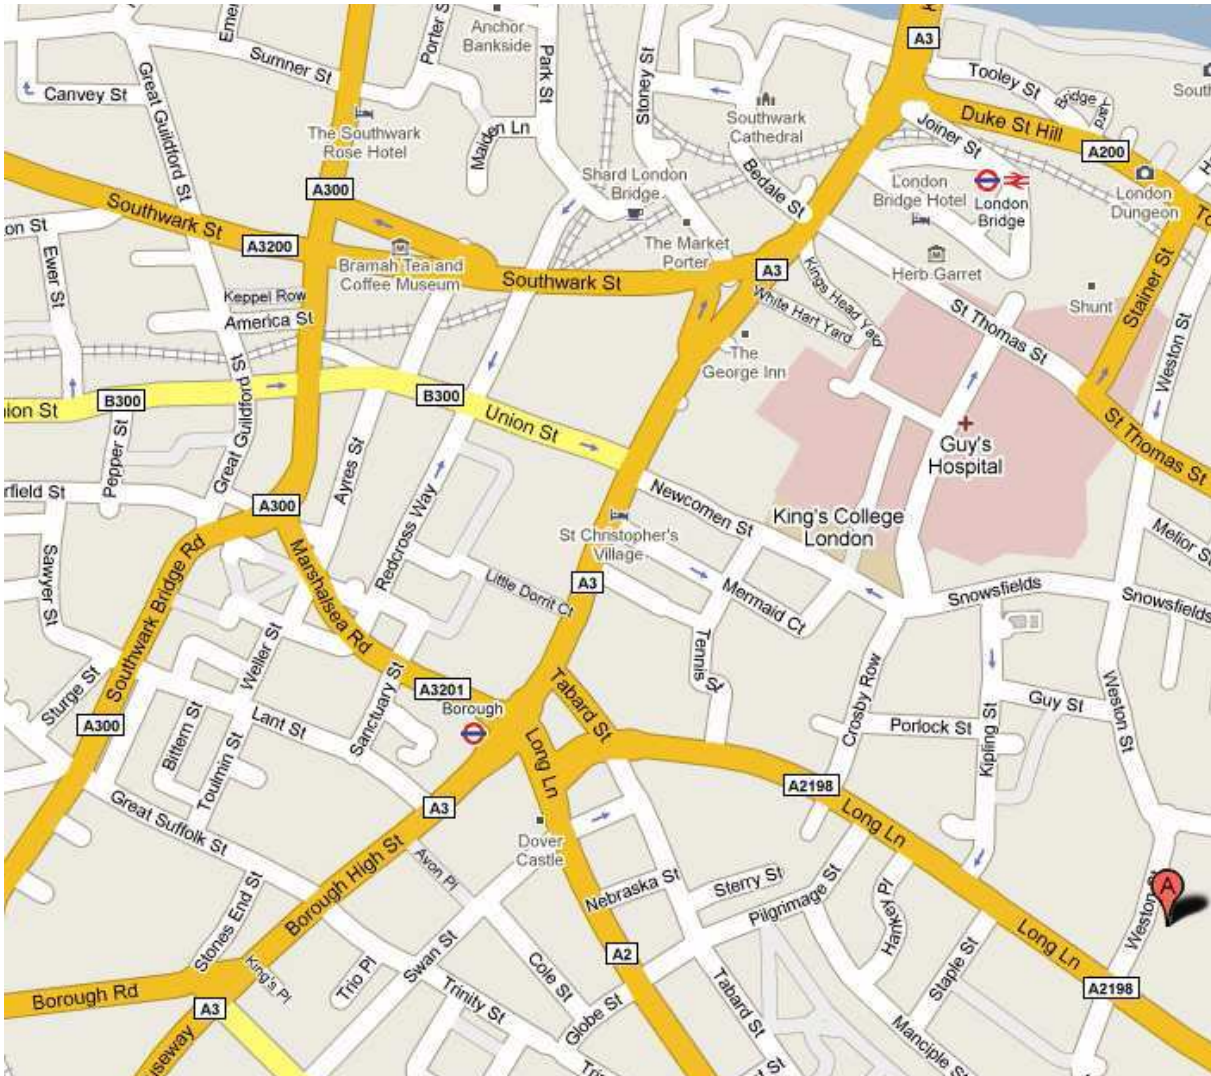 Anchor
Bankside
A3
Sumner St
Porter St
Park St
Stoney St
Tooley St
Canvey St
Great Guildford St
Bridge Yard
Southwark
Cathedral
Duke St Hill
Joiner St
A200
The Southwark
Rose Hotel
Maiden Ln
Shard London
Bridge
Bedale St
London
Bridge Hotel
London
Bridge
London
Dungeon
A300
Southwark St
A3200
Ewer St
Bramah Tea and
Coffee Museum
The Market
Porter
Southwark St
A3
Herb Garret
Kings Head Yard
White Hart Yard
Shunt
Stainer St
Weston St
Keppel Row
America St
St Thomas St
The
George Inn
B300
B300
Union St
Great Guildford St
Pepper St
Ayres St
Redcross Way
Guy's
Hospital
St Thomas St
A300
Newcomen St
King's College
London
St Christopher's
Village
Melior St
Sawyer St
Southwark Bridge Rd
Marshalsea Rd
Little Dorrit Ct
A3
Mermaid Ct
Snowsfields
Snowsfields
Weller St
Tennis St
Sturge St
A3201
Borough
Sanctuary St
Tabard St
Crosby Row
Guy St
Weston St
A300
Bittern St
Lant St
Toulmin St
Long Ln
Porlock St
Kipling St
A2198
Great Suffolk St
A3
Long Ln
Dover
Castle
Borough High St
Avon Pl
Nebraska St
Sterry St
Pilgrimage St
Hankey Pl
A
Weston St
Stones End St
King's Pl
Trio Pl
Swan St
A2
Long Ln
Staple St
Borough Rd
A3
Trinity St
Cole St
Globe St
Tabard St
Manciple St
A2198